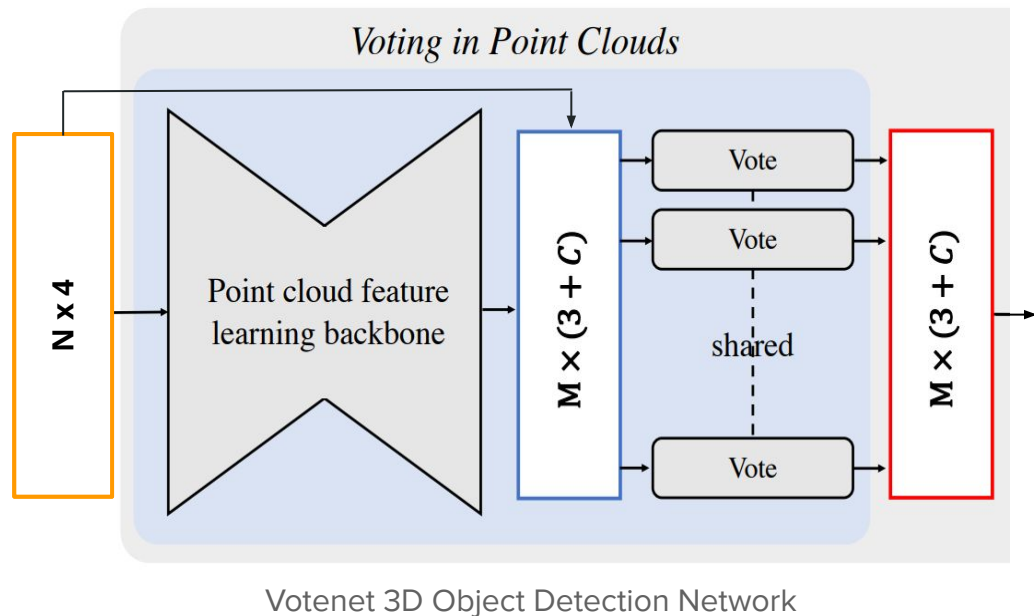 Voting in Point Clouds
N x 4
Point cloud feature
learning backbone
M × (3 + C)
Vote
Vote
shared
Vote
M × (3 + C)
Votenet 3D Object Detection Network